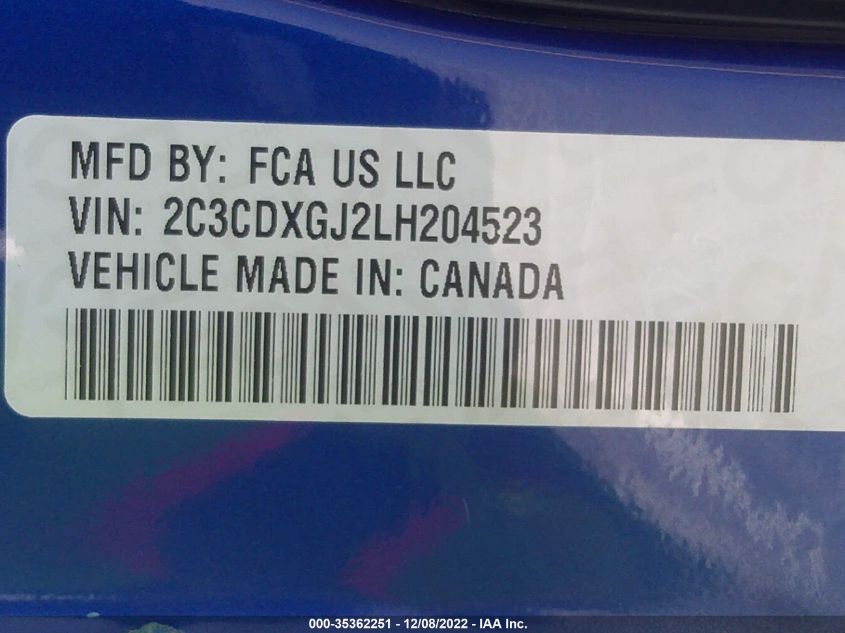 MFD BY: FCA US LLC
VIN: 2C3CDXGJ2LH204523
VEHICLE MADE IN: CANADA
000-35362251 - 12/08/2022 - IAA Inc.